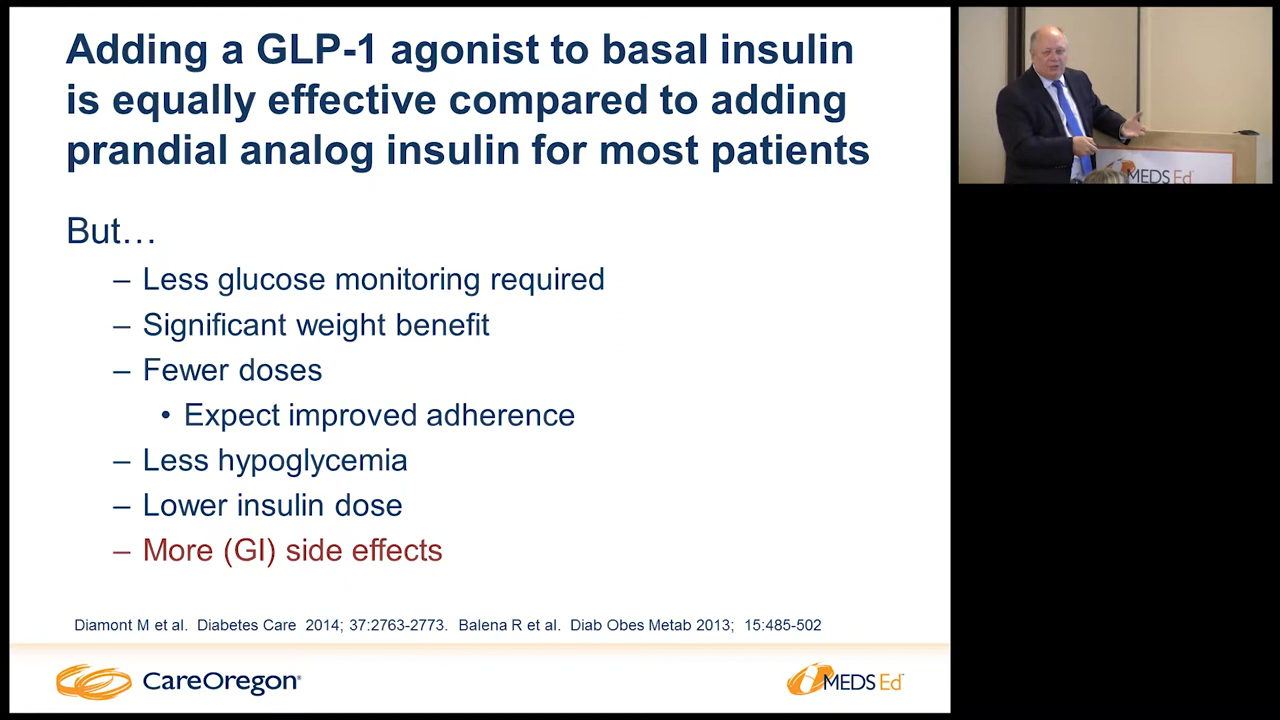 Adding a GLP-1 agonist to basal insulin
is equally effective compared to adding
prandial analog insulin for most patients
But…
– Less glucose monitoring required
– Significant weight benefit
– Fewer doses
• Expect improved adherence
– Less hypoglycemia
– Lower insulin dose
– More (GI) side effects
Diamont M et al. Diabetes Care 2014; 37:2763-2773. Balena R et al. Diab Obes Metab 2013; 15:485-502
CareOregon®
MEDS Ed
MEDS Ed